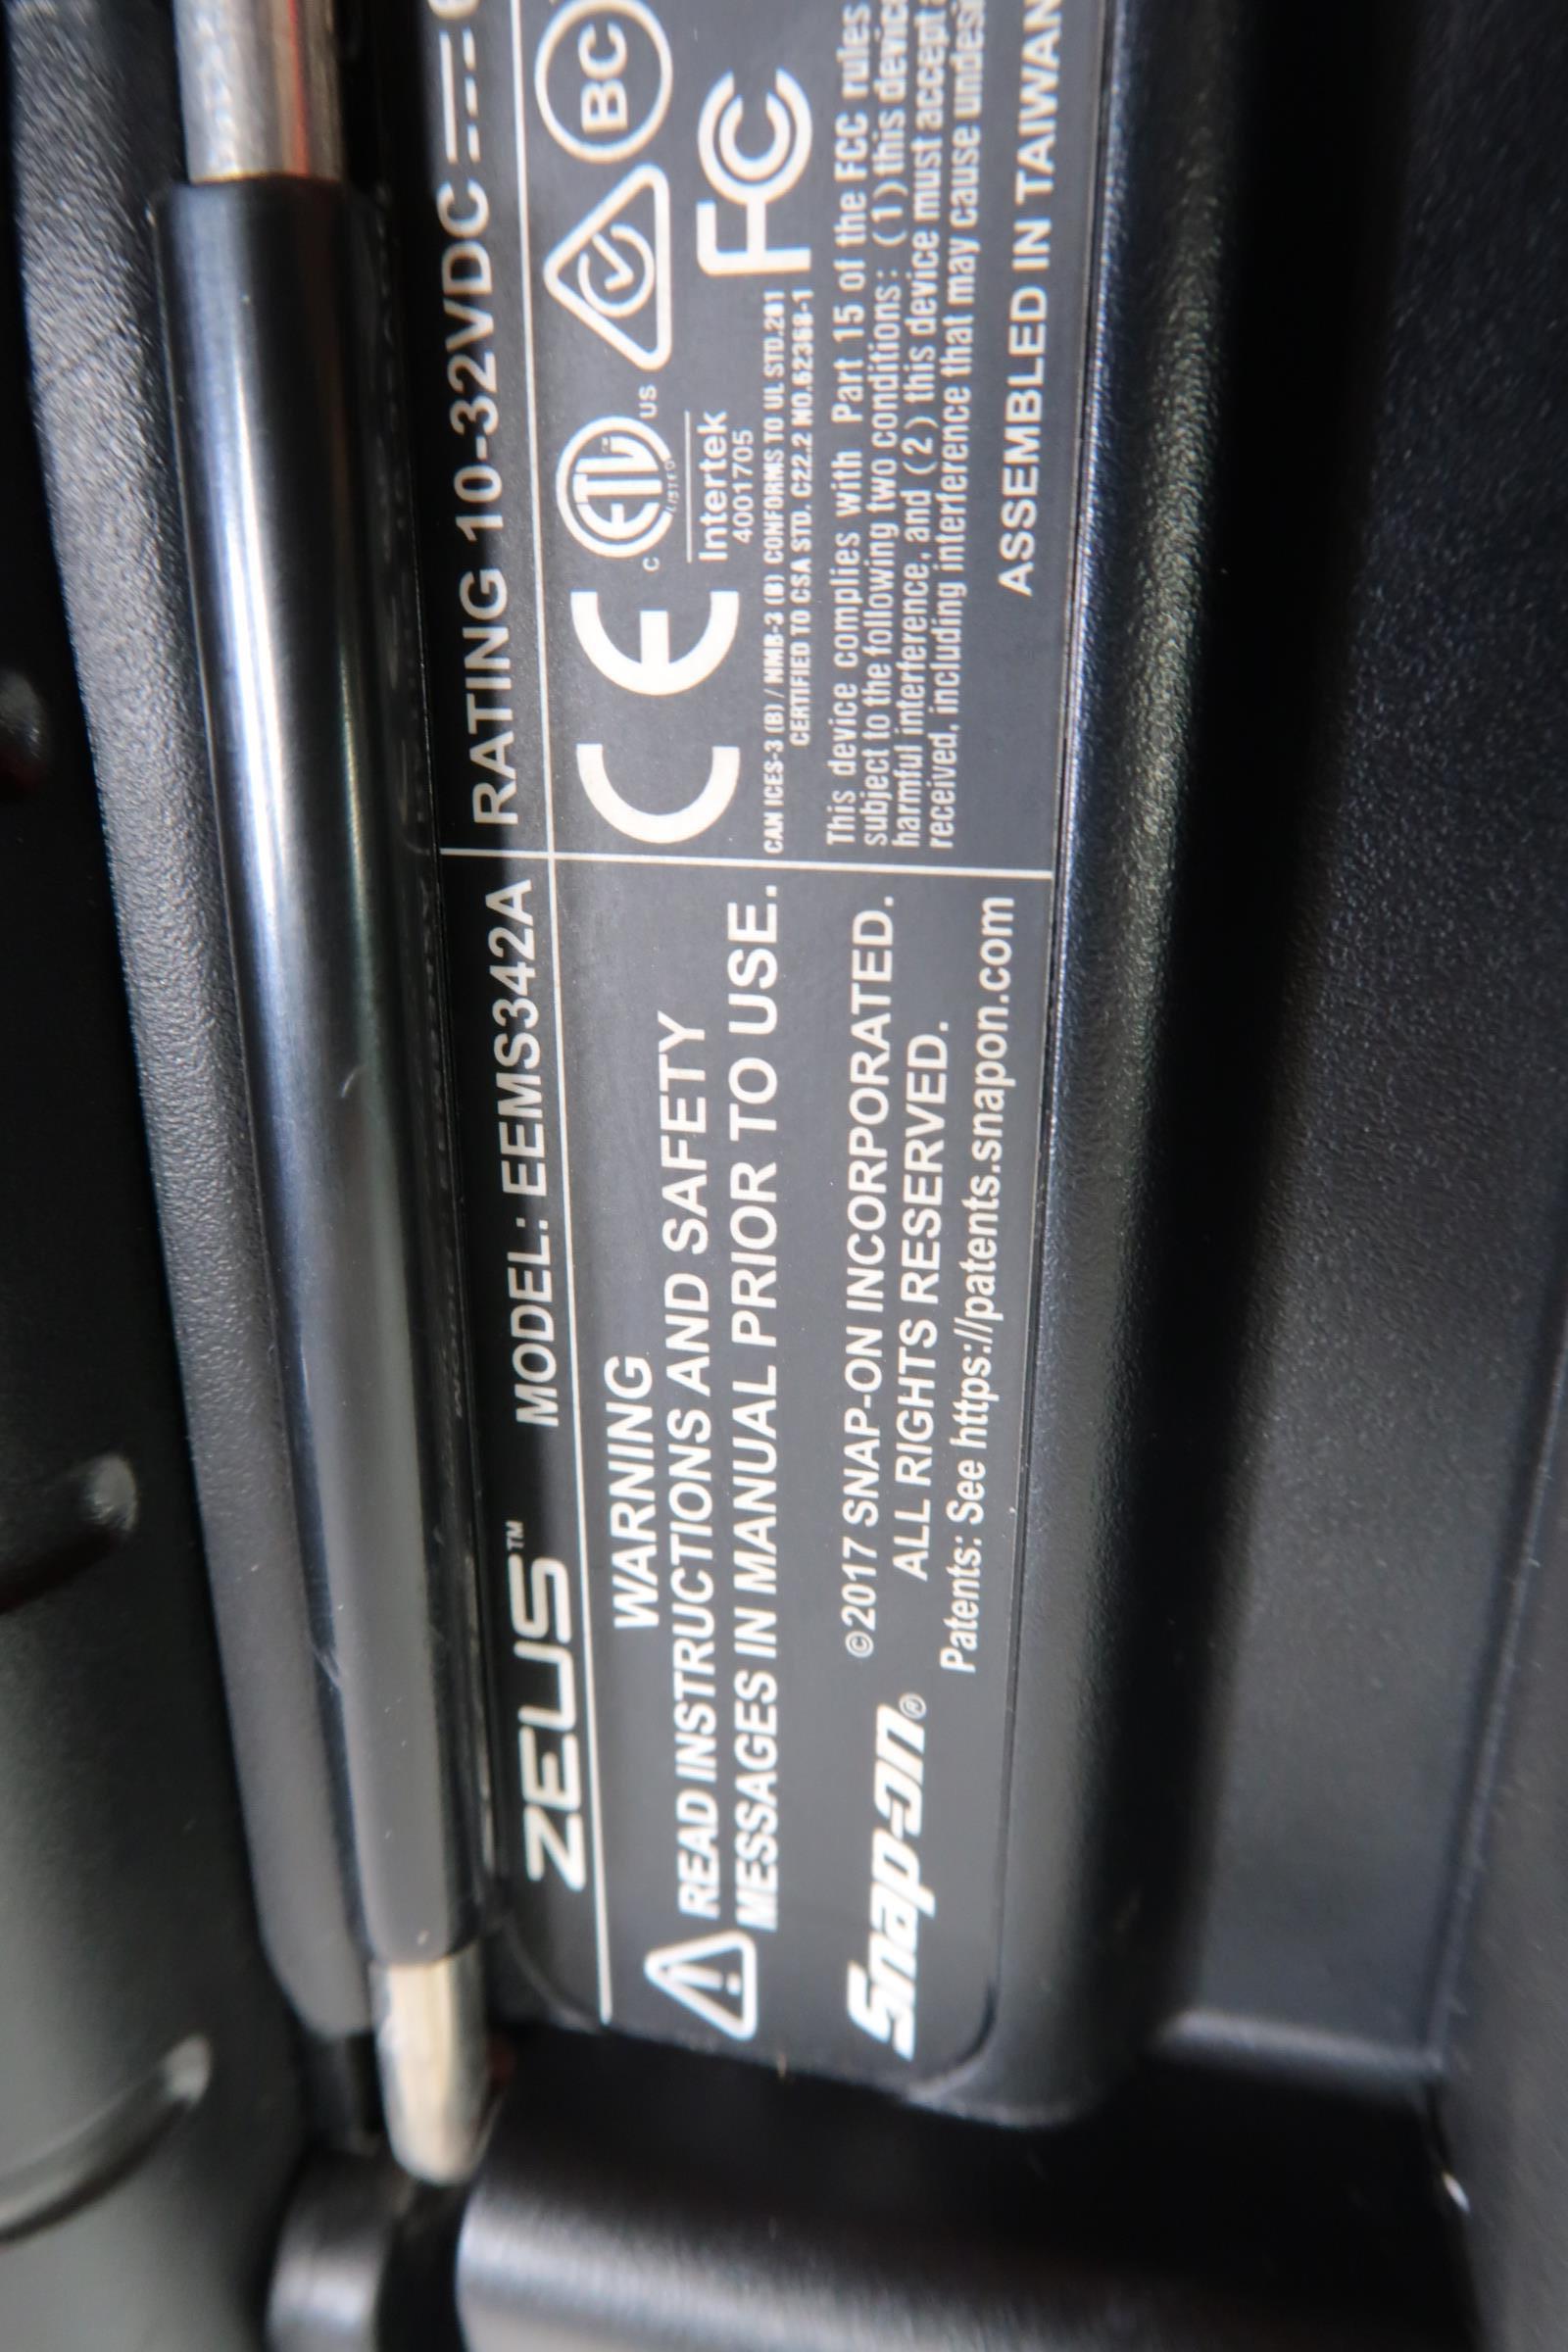 ZEUS™ MODEL: EEMS342A RATING 10-32VDC
WARNING
READ INSTRUCTIONS AND SAFETY
MESSAGES IN MANUAL PRIOR TO USE.
Snap-on®
©2017 SNAP-ON INCORPORATED.
ALL RIGHTS RESERVED.
Patents: See https://patents.snapon.com
CE
C ETL US
LISTED
Intertek
4001705
BC
FC
CAN ICES-3 (B) / NMB-3 (B) CONFORMS TO UL STD.201
CERTIFIED TO CSA STD. C22.2 NO.62368-1
This device complies with Part 15 of the FCC rules
subject to the following two conditions: (1) this device
harmful interference, and (2) this device must accept
received, including interference that may cause
ASSEMBLED IN TAIWAN